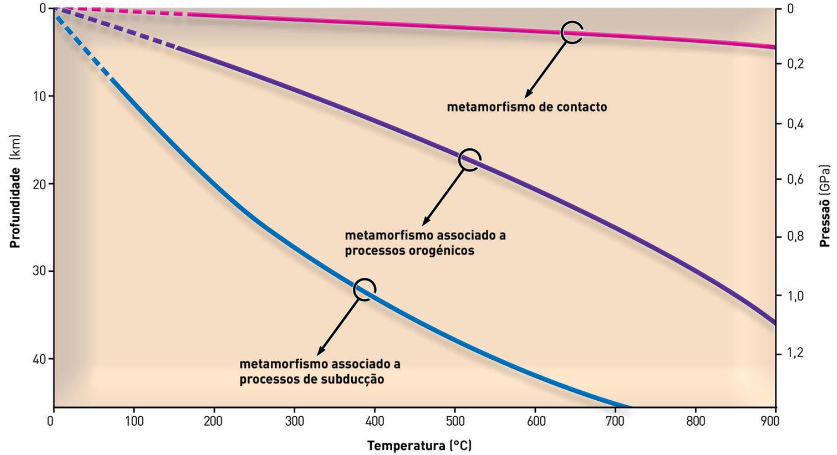 0
10
20
30
40
Profundidade (km)
0
0,2
0,4
0,6
0,8
1,0
1,2
Pressaõ (GPa)
metamorfismo de contacto
metamorfismo associado a
processos orogénicos
metamorfismo associado a
processos de subducção
0
100
200
300
400
500
600
700
800
900
Temperatura (°C)